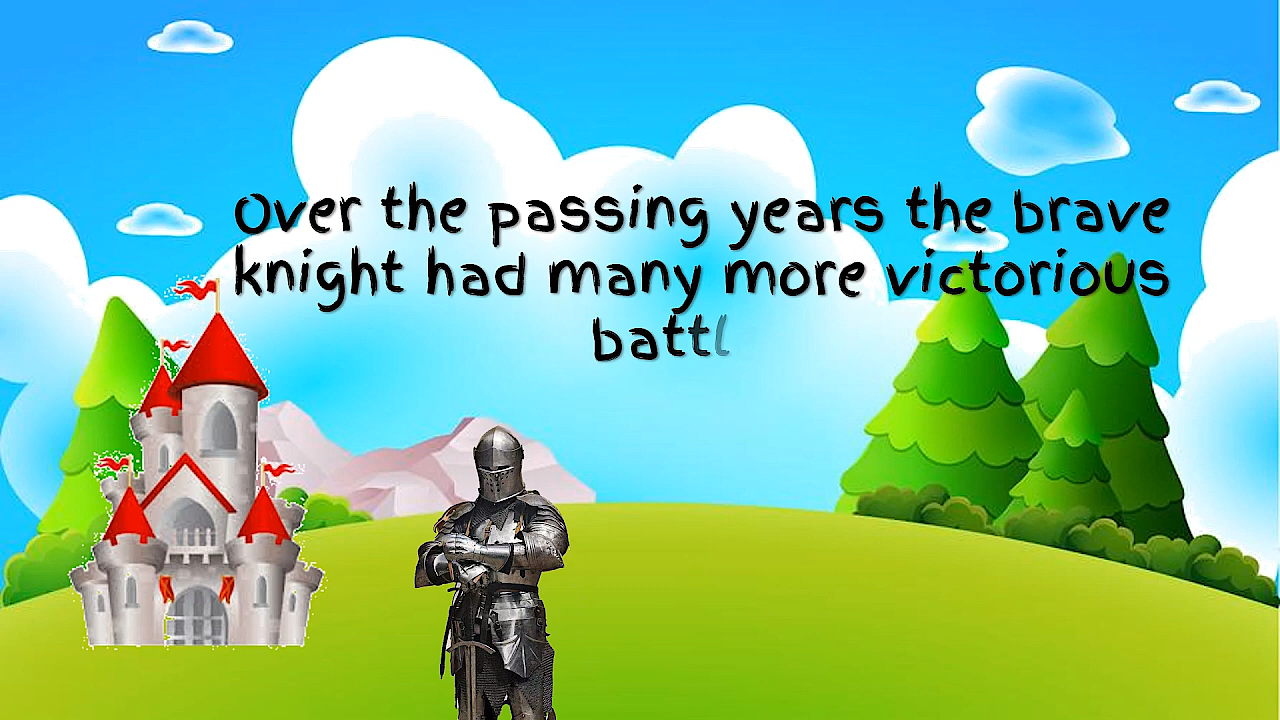 Over the passing years the brave
knight had many more victorious
battl